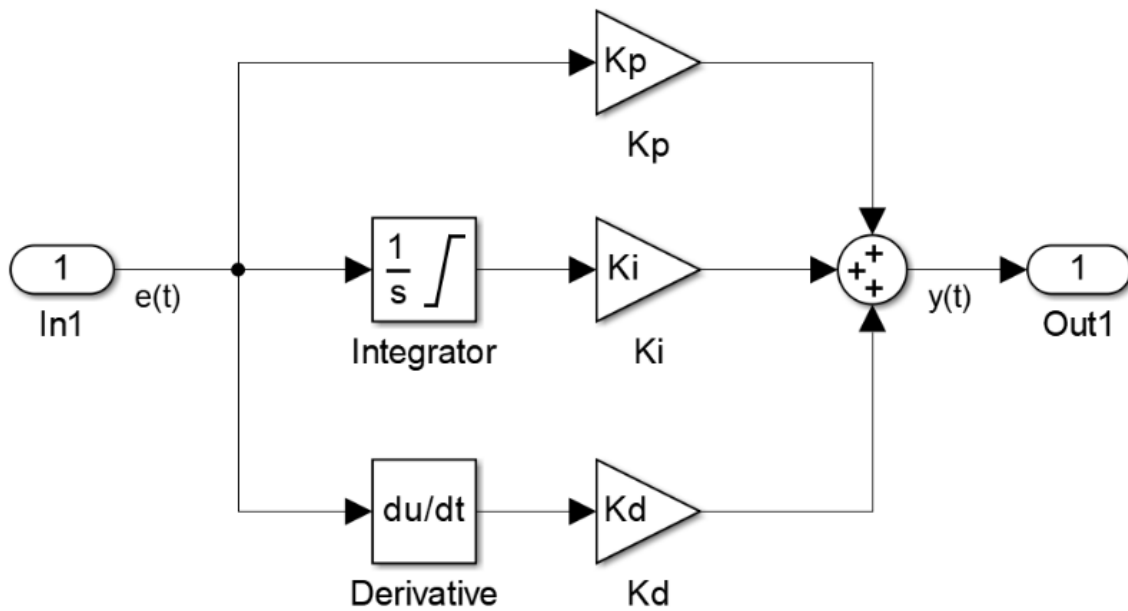 Kp
Kp
1
e(t)
In1
1
s
Integrator
Ki
Ki
+
+
+
y(t)
1
Out1
du/dt
Derivative
Kd
Kd